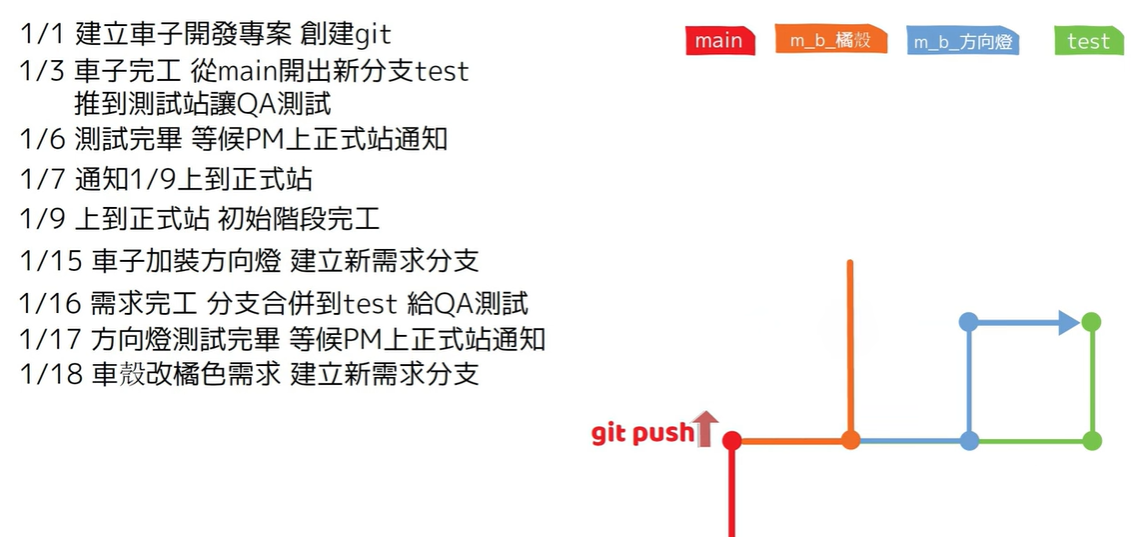 1/1 建立車子開發專案 創建git
1/3 車子完工 從main開出新分支test
推到測試站讓QA測試
1/6 測試完畢 等候PM上正式站通知
1/7 通知1/9上到正式站
1/9 上到正式站 初始階段完工
1/15 車子加裝方向燈 建立新需求分支
1/16 需求完工 分支合併到test 給QA測試
1/17 方向燈測試完畢 等候PM上正式站通知
1/18 車殼改橘色需求 建立新需求分支
main
m_b_橘殼
m_b_方向燈
test
git push